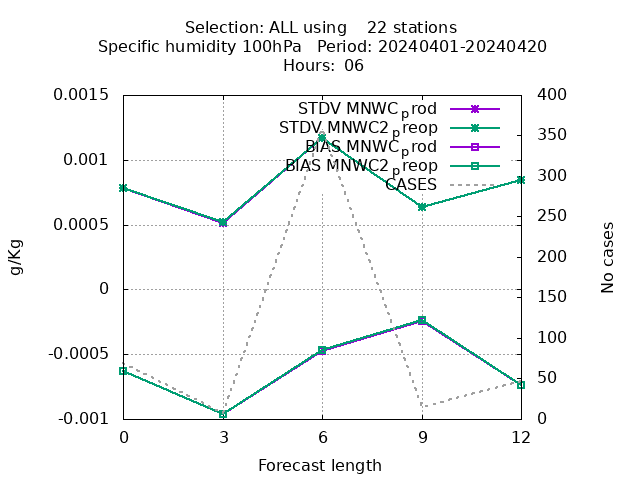 Selection: ALL using 22 stations
Specific humidity 100hPa Period: 20240401-20240420
Hours: 06
0.0015
0.001
0.0005
0
-0.0005
-0.001
400
350
300
250
200
150
100
50
0
STDV MNWC_prod
STDV MNWC2_preop
BIAS MNWC_prod
BIAS MNWC2_preop
CASES
g/Kg
No cases
0 3 6 9 12
Forecast length